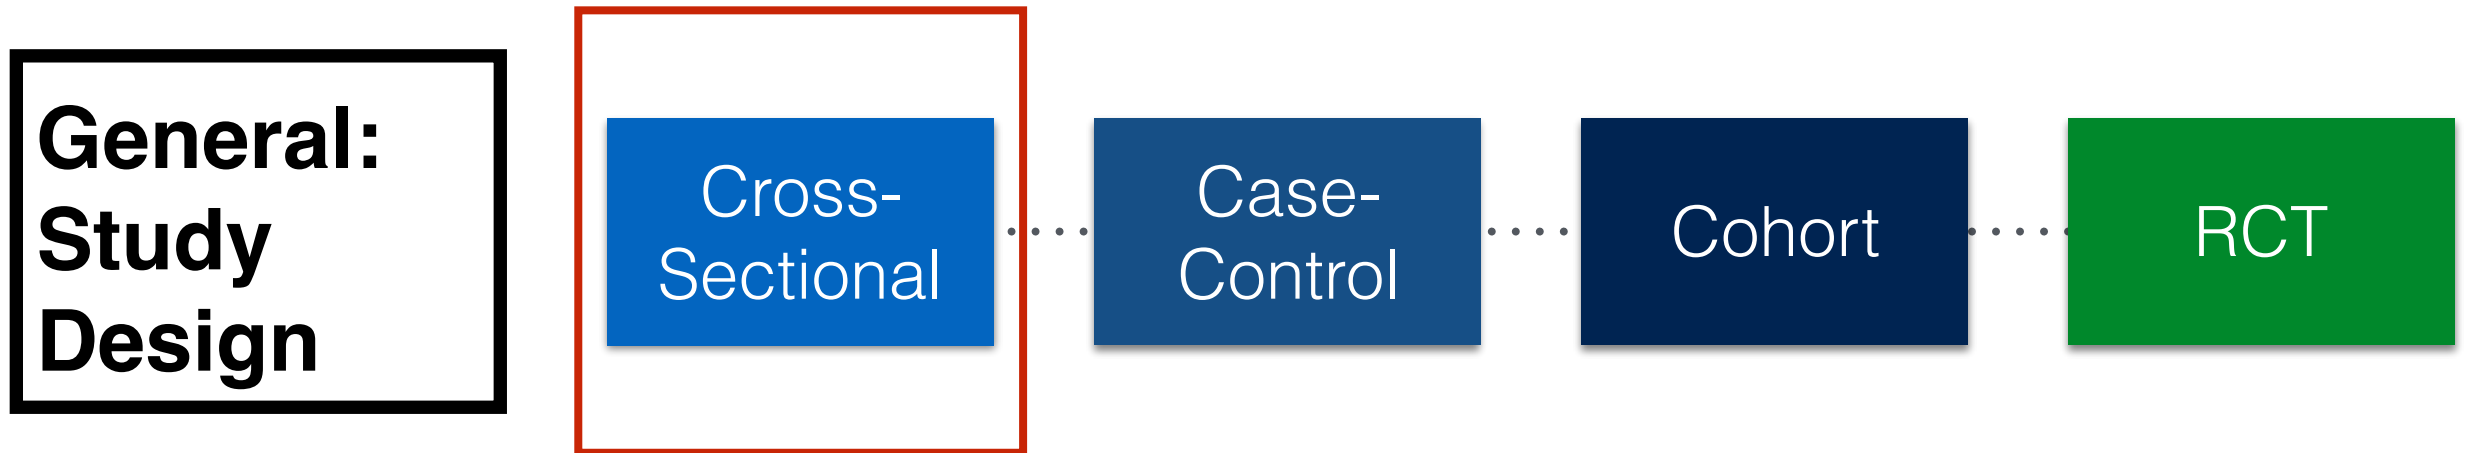 General:
Study
Design
Cross-
Sectional
Case-
Control
Cohort
RCT